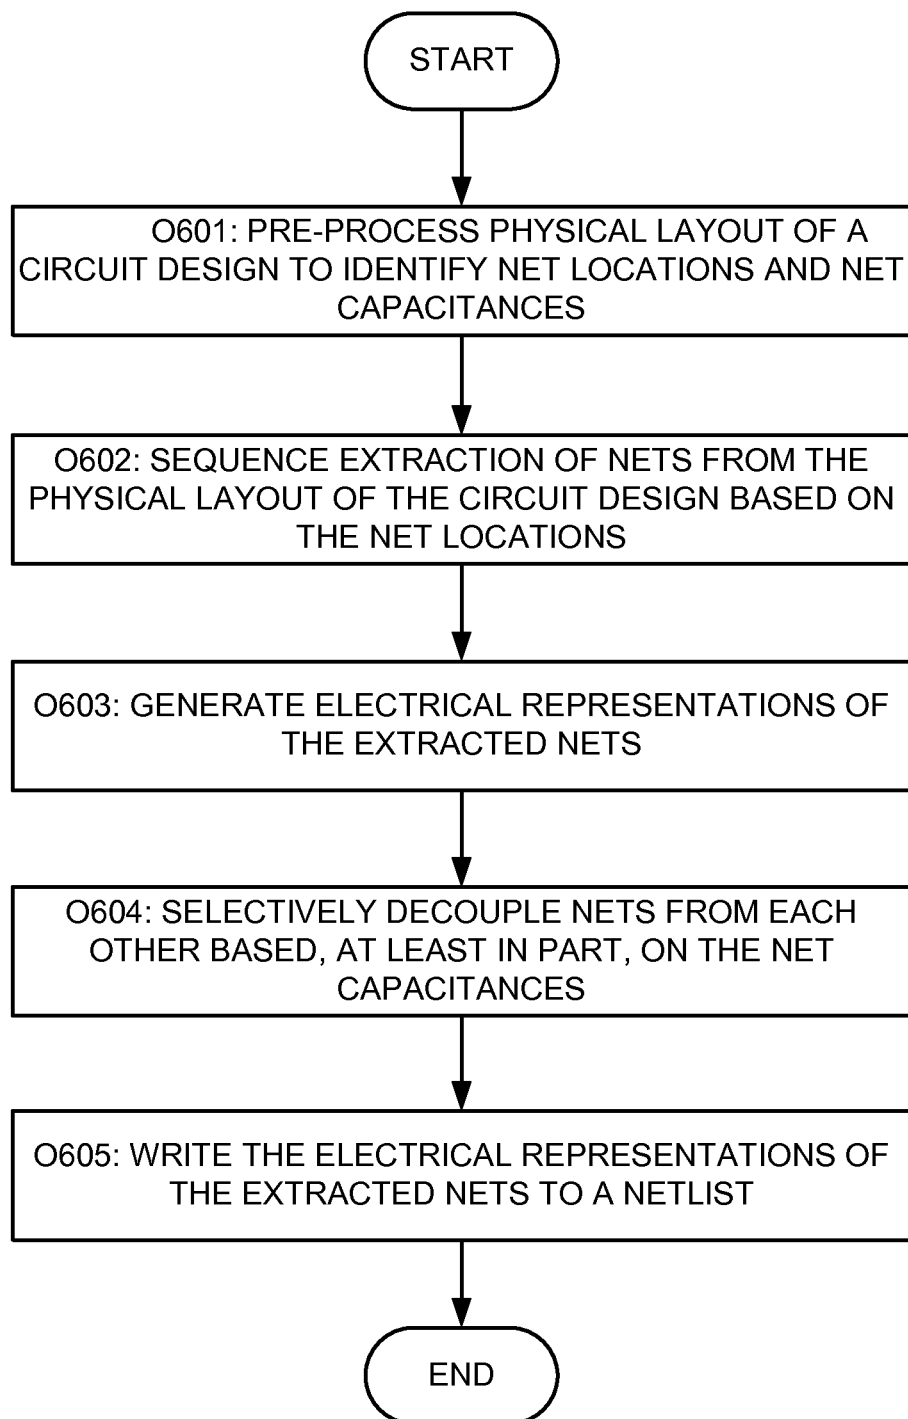 START
O601: PRE-PROCESS PHYSICAL LAYOUT OF A
CIRCUIT DESIGN TO IDENTIFY NET LOCATIONS AND NET
CAPACITANCES
O602: SEQUENCE EXTRACTION OF NETS FROM THE
PHYSICAL LAYOUT OF THE CIRCUIT DESIGN BASED ON
THE NET LOCATIONS
O603: GENERATE ELECTRICAL REPRESENTATIONS OF
THE EXTRACTED NETS
O604: SELECTIVELY DECOUPLE NETS FROM EACH
OTHER BASED, AT LEAST IN PART, ON THE NET
CAPACITANCES
O605: WRITE THE ELECTRICAL REPRESENTATIONS OF
THE EXTRACTED NETS TO A NETLIST
END